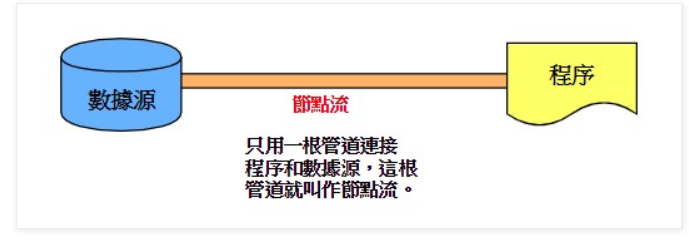 數據源
程序
節點流
只用一根管道連接
程序和數據源，這根
管道就叫作節點流。